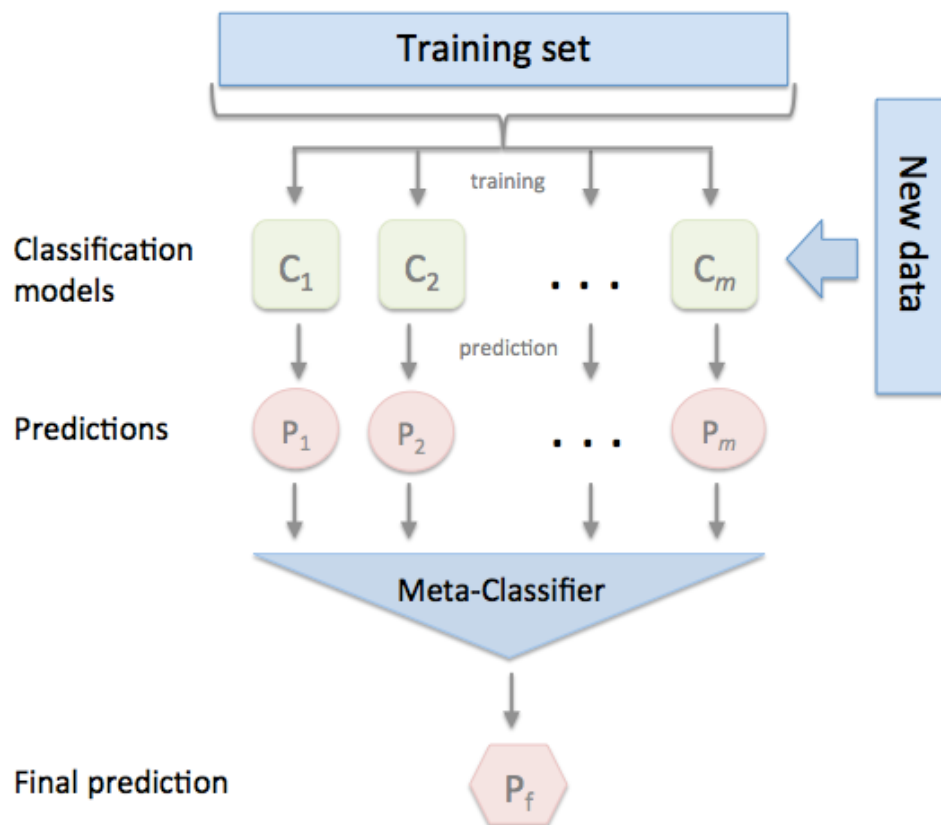 Training set
training
New data
Classification
models
C1
C2
. . .
Cm
prediction
Predictions
P1
P2
. . .
Pm
Meta-Classifier
Final prediction
Pf